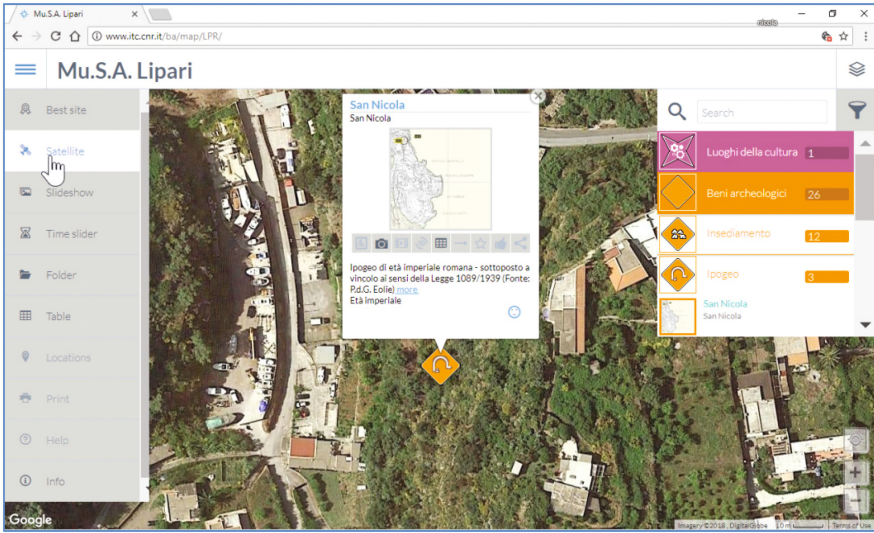 Mu.S.A. Lipari
nicola
www.itc.cnr.it/ba/map/LPR/
Mu.S.A. Lipari
Best site
Satellite
Slideshow
Time slider
Folder
Table
Locations
Print
Help
Info
San Nicola
San Nicola
Ipogeo di età imperiale romana - sottoposto a
vincolo ai sensi della Legge 1089/1939 (Fonte:
P.d.G. Eolie) more
Età imperiale
Search
Luoghi della cultura 1
Beni archeologici 26
Insediamento 12
Ipogeo 3
San Nicola
San Nicola
Google
Imagery ©2018, DigitalGlobe 10 m Terms of Use